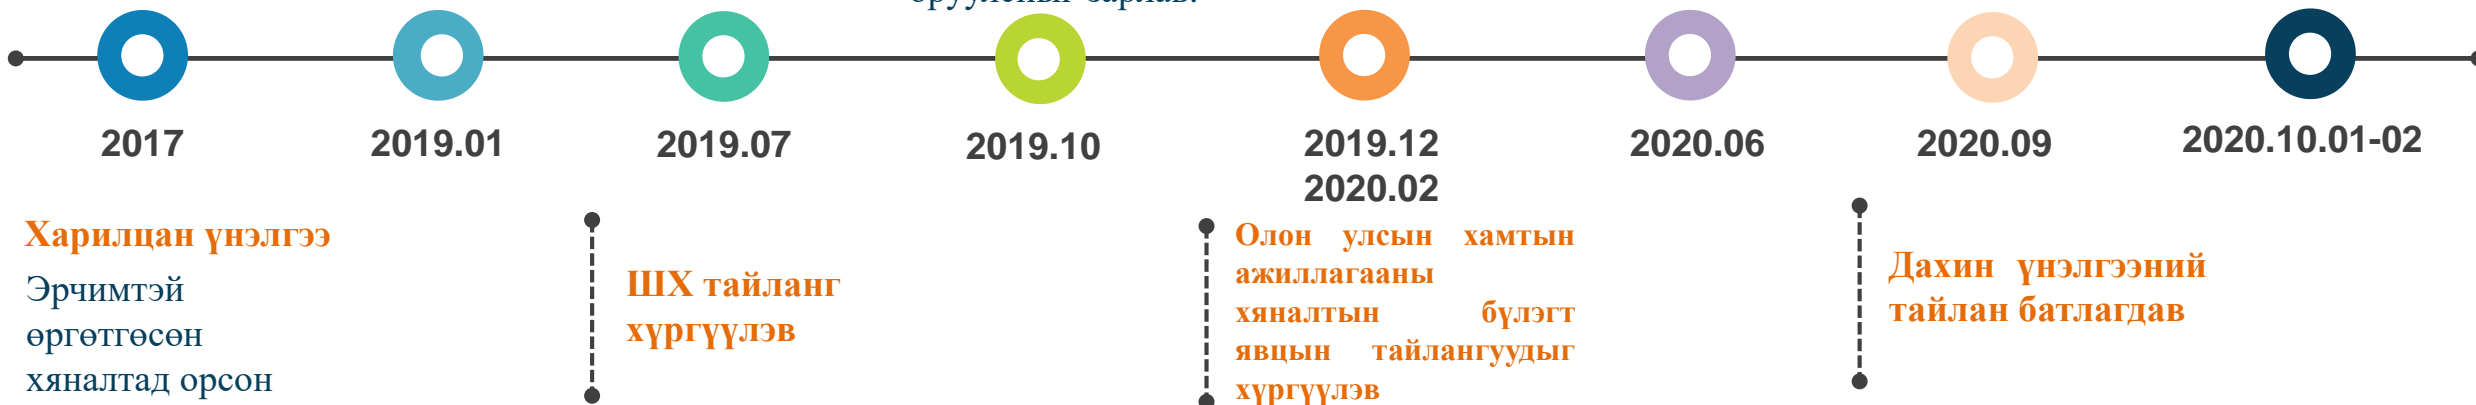 2017
2019.01
2019.07
2019.10
2019.12
2020.02
2020.06
2020.09
2020.10.01-02
Харилцан үнэлгээ
Эрчимтэй
өргөтгөсөн
хяналтад орсон
ШХ тайланг
хүргүүлэв
Олон улсын хамтын
ажиллагааны
хяналтын бүлэгт
явцын тайлангуудыг
хүргүүлэв
Дахин үнэлгээний
тайлан батлагдав